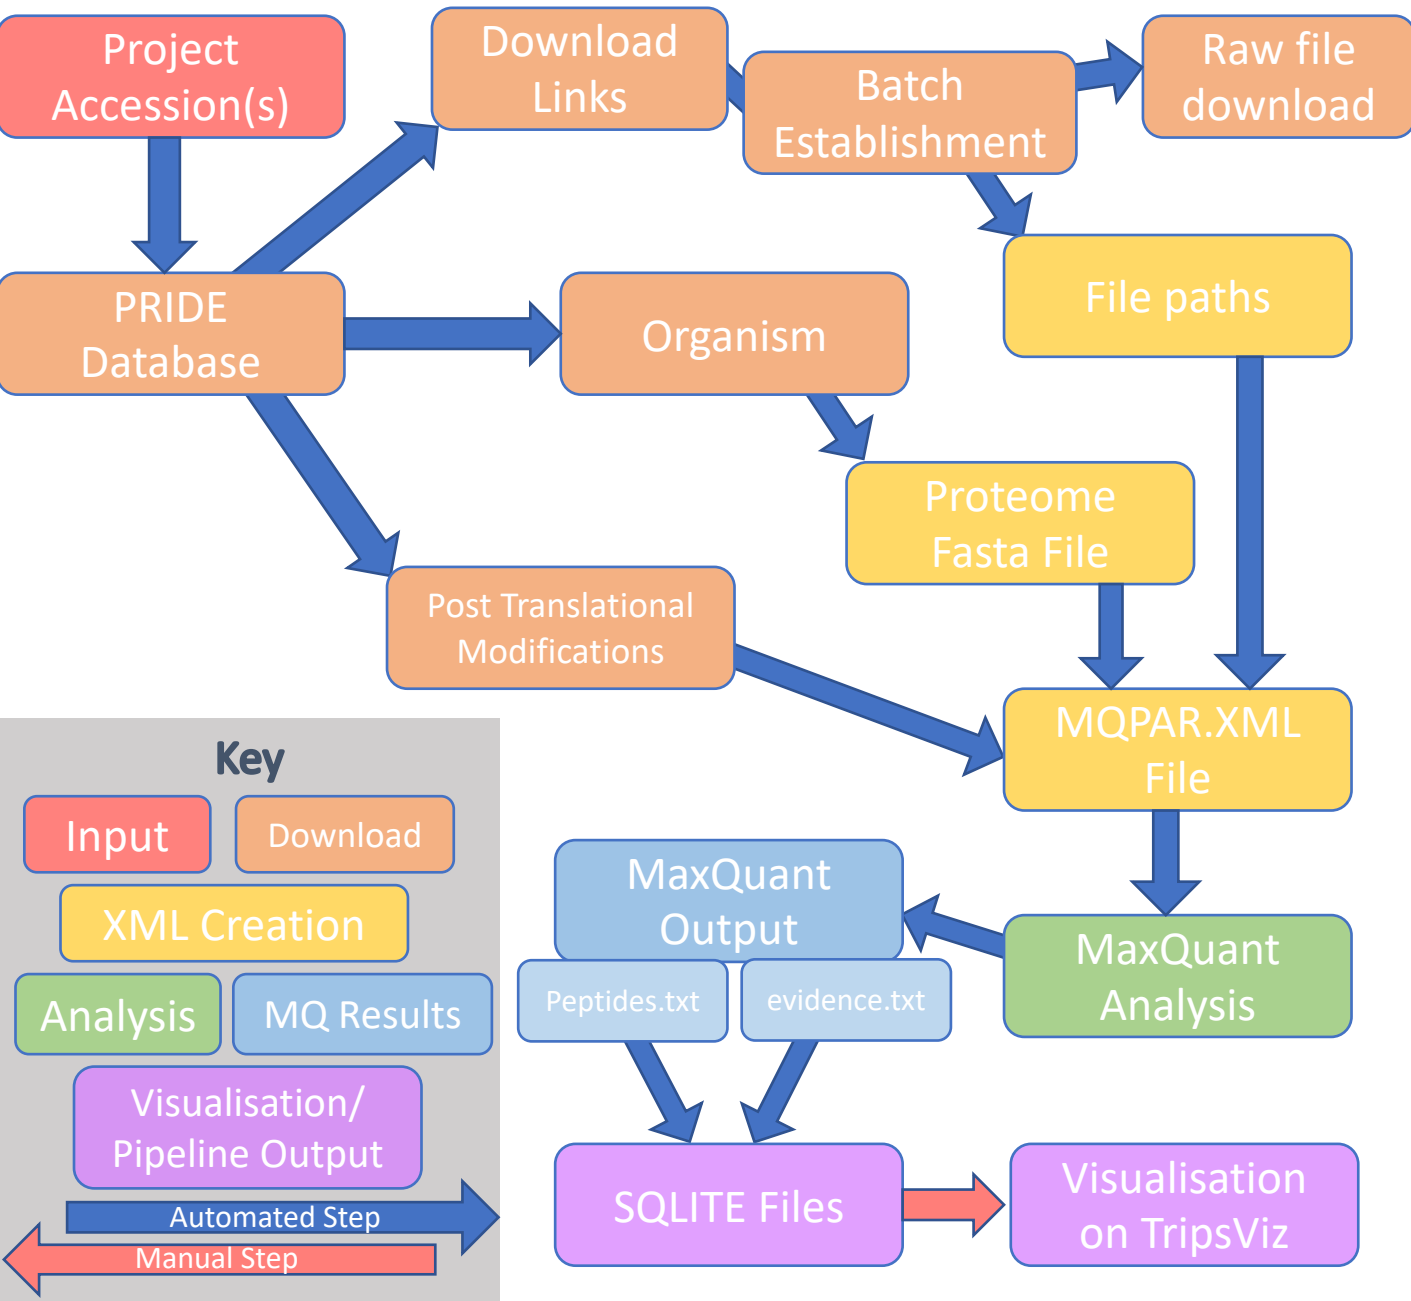 Project
Accession(s)
Download
Links
Batch
Establishment
Raw file
download
PRIDE
Database
Organism
File paths
Proteome
Fasta File
Post Translational
Modifications
MQPAR.XML
File
MaxQuant
Analysis
MaxQuant
Output
Peptides.txt
evidence.txt
SQLITE Files
Visualisation
on TripsViz
Key
Input
Download
XML Creation
Analysis
MQ Results
Visualisation/
Pipeline Output
Automated Step
Manual Step